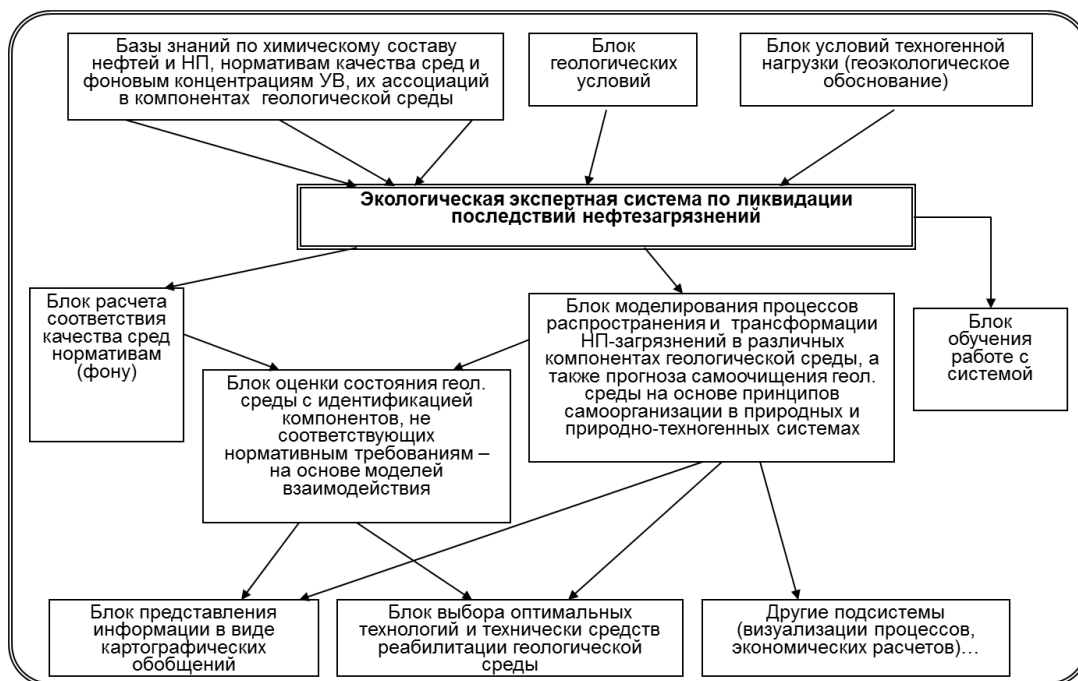 Базы знаний по химическому составу
нефтей и НП, нормативам качества сред и
фоновым концентрациям УВ, их ассоциаций
в компонентах геологической среды
Блок
геологических
условий
Блок условий техногенной
нагрузки (геоэкологическое
обоснование)
Экологическая экспертная система по ликвидации
последствий нефтезагрязнений
Блок расчета
соответствия
качества сред
нормативам
(фону)
Блок моделирования процессов
распространения и трансформации
НП-загрязнений в различных
компонентах геологической среды, а
также прогноза самоочищения геол.
среды на основе принципов
самоорганизации в природных и
природно-техногенных системах
Блок
обучения
работе с
системой
Блок оценки состояния геол.
среды с идентификацией
компонентов, не
соответствующих
нормативным требованиям –
на основе моделей
взаимодействия
Блок представления
информации в виде
картографических
обобщений
Блок выбора оптимальных
технологий и технически средств
реабилитации геологической
среды
Другие подсистемы
(визуализации процессов,
экономических расчетов)…